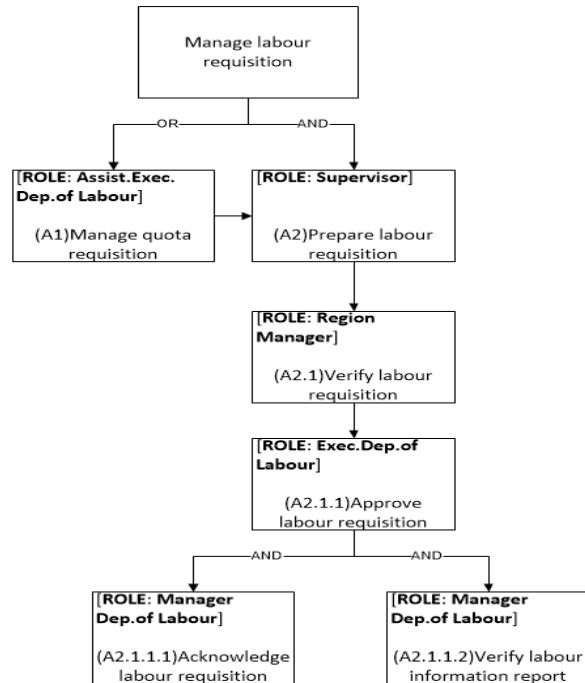 Manage labour
requisition
OR
AND
[ROLE: Assist.Exec.
Dep.of Labour]
(A1)Manage quota
requisition
[ROLE: Supervisor]
(A2)Prepare labour
requisition
[ROLE: Region
Manager]
(A2.1)Verify labour
requisition
[ROLE: Exec.Dep.of
Labour]
(A2.1.1)Approve
labour requisition
AND
AND
[ROLE: Manager
Dep.of Labour]
(A2.1.1.1)Acknowledge
labour requisition
[ROLE: Manager
Dep.of Labour]
(A2.1.1.2)Verify labour
information report